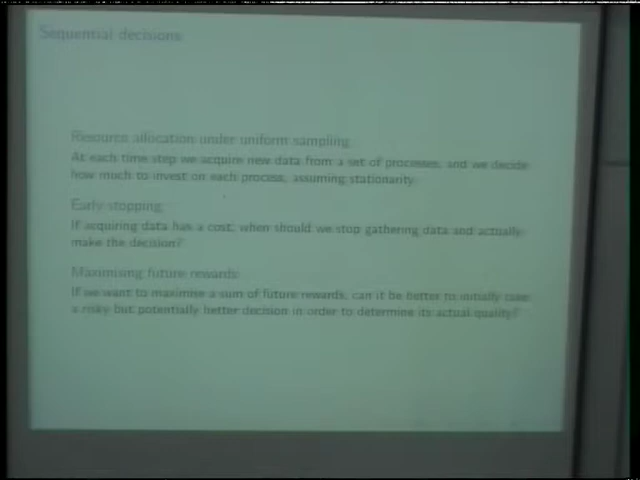 Sequential decisions
Resource allocation under uniform sampling
At each time step we acquire new data from a set of processes, and we decide
how much to invest on each process, assuming stationarity.
Early stopping
If acquiring data has a cost, when should we stop gathering data and actually
make the decision?
Maximising future rewards
If we want to maximise a sum of future rewards, can it be better to initially take
a risky but potentially better decision in order to determine its actual quality?